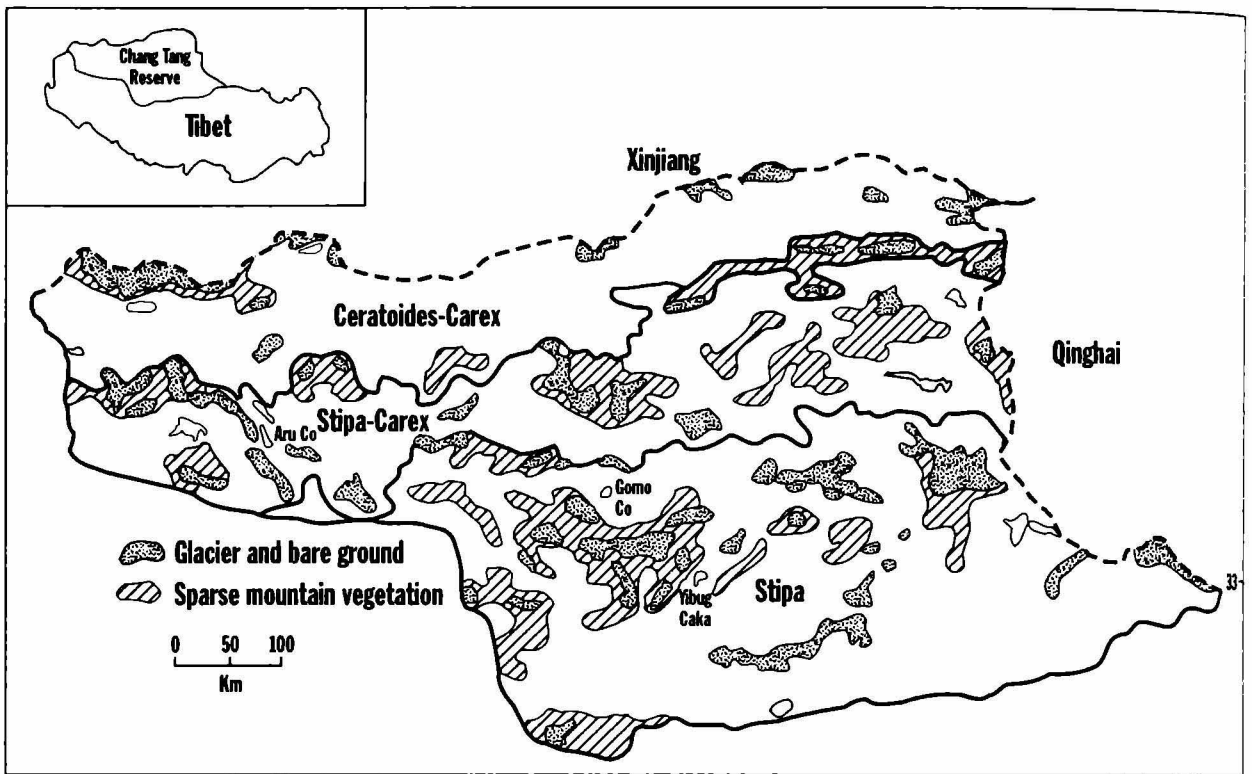 Chang Tang
Reserve
Tibet
Xinjiang
Ceratoides-Carex
Qinghai
Stipa-Carex
Aru Co
Gomo
Co
Glacier and bare ground
Sparse mountain vegetation
Yibug
Caka
Stipa
33
0 50 100
Km